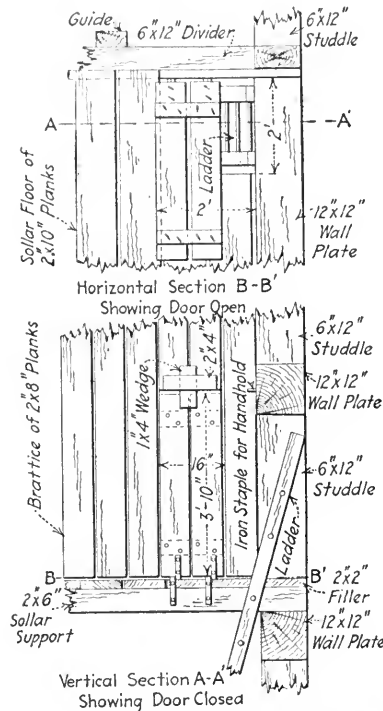 Guide
6"x12" Divider
6"x12"
Studdle
A
A'
Ladder
2'
2'
Sollar Floor of
2"x10" Planks
12"x12"
Wall
Plate
Horizontal Section B-B'
Showing Door Open
Brattice of 2"x8" Planks
1"x4" Wedge
2"x4"
16"
3'-10"
Iron Staple for Handhold
6"x12"
Studdle
12"x12"
Wall Plate
6"x12"
Studdle
Ladder
B
B'
2"x6"
Sollar
Support
2"x2"
Filler
12"x12"
Wall Plate
Vertical Section A-A'
Showing Door Closed